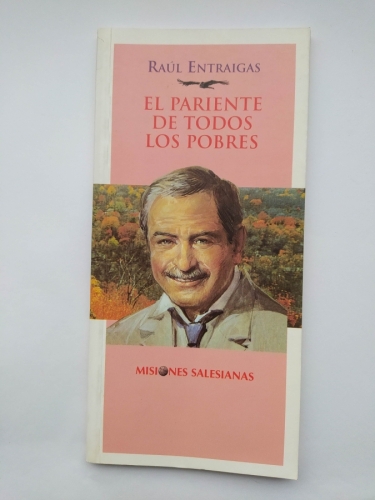 RAÚL ENTRAIGAS
EL PARIENTE
DE TODOS
LOS POBRES
MISIONES SALESIANAS